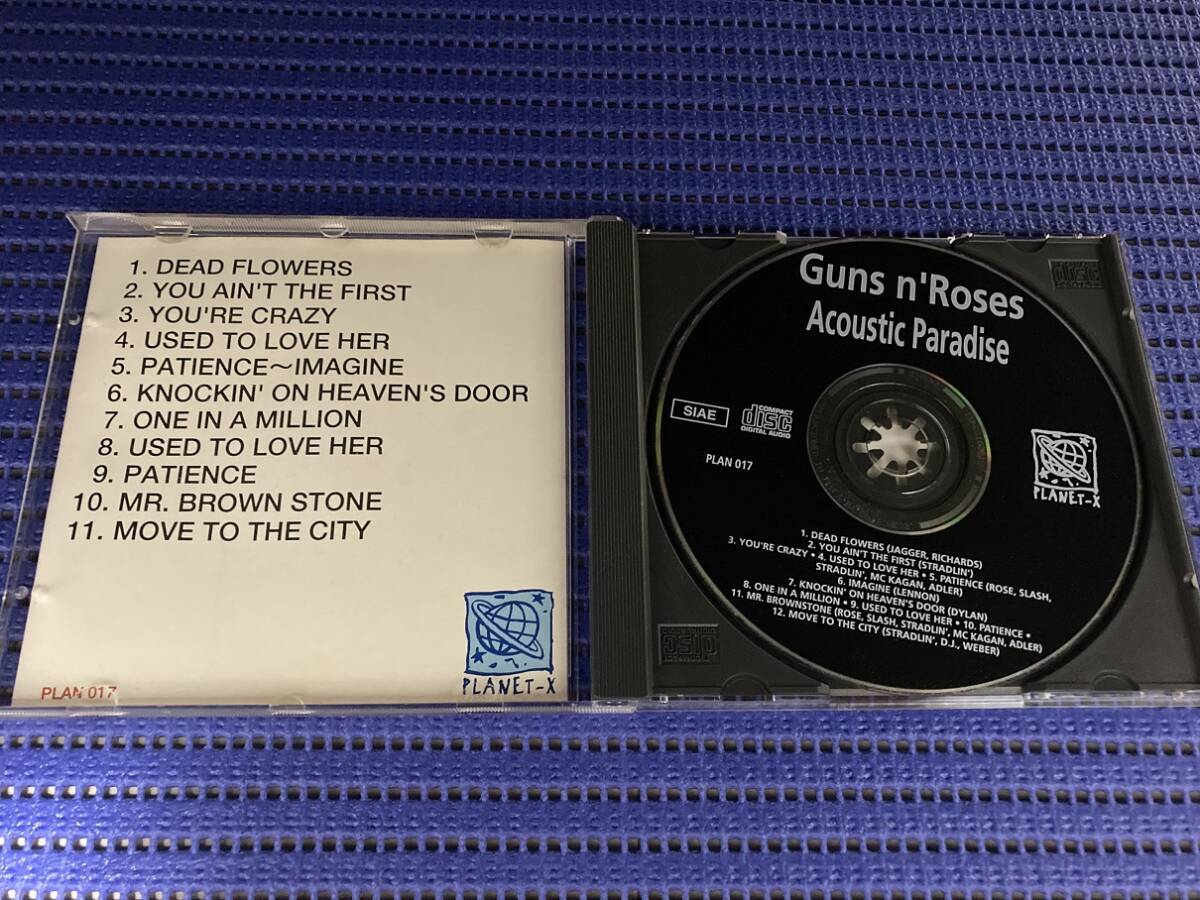 1. DEAD FLOWERS
2. YOU AIN'T THE FIRST
3. YOU'RE CRAZY
4. USED TO LOVE HER
5. PATIENCE～IMAGINE
6. KNOCKIN' ON HEAVEN'S DOOR
7. ONE IN A MILLION
8. USED TO LOVE HER
9. PATIENCE
10. MR. BROWN STONE
11. MOVE TO THE CITY
PLAN 017
PLANET-X
Guns n'Roses
Acoustic Paradise
SIAE
COMPACT
disc
DIGITAL AUDIO
PLAN 017
PLANET-X
1. DEAD FLOWERS (JAGGER, RICHARDS)
2. YOU AIN'T THE FIRST (STRADLIN')
3. YOU'RE CRAZY • 4. USED TO LOVE HER • 5. PATIENCE (ROSE, SLASH,
STRADLIN', MC KAGAN, ADLER)
6. IMAGINE (LENNON)
7. KNOCKIN' ON HEAVEN'S DOOR (DYLAN)
8. ONE IN A MILLION • 9. USED TO LOVE HER • 10. PATIENCE •
11. MR. BROWNSTONE (ROSE, SLASH, STRADLIN', MC KAGAN, ADLER)
12. MOVE TO THE CITY (STRADLIN', D.J., WEBER)
disc
disc